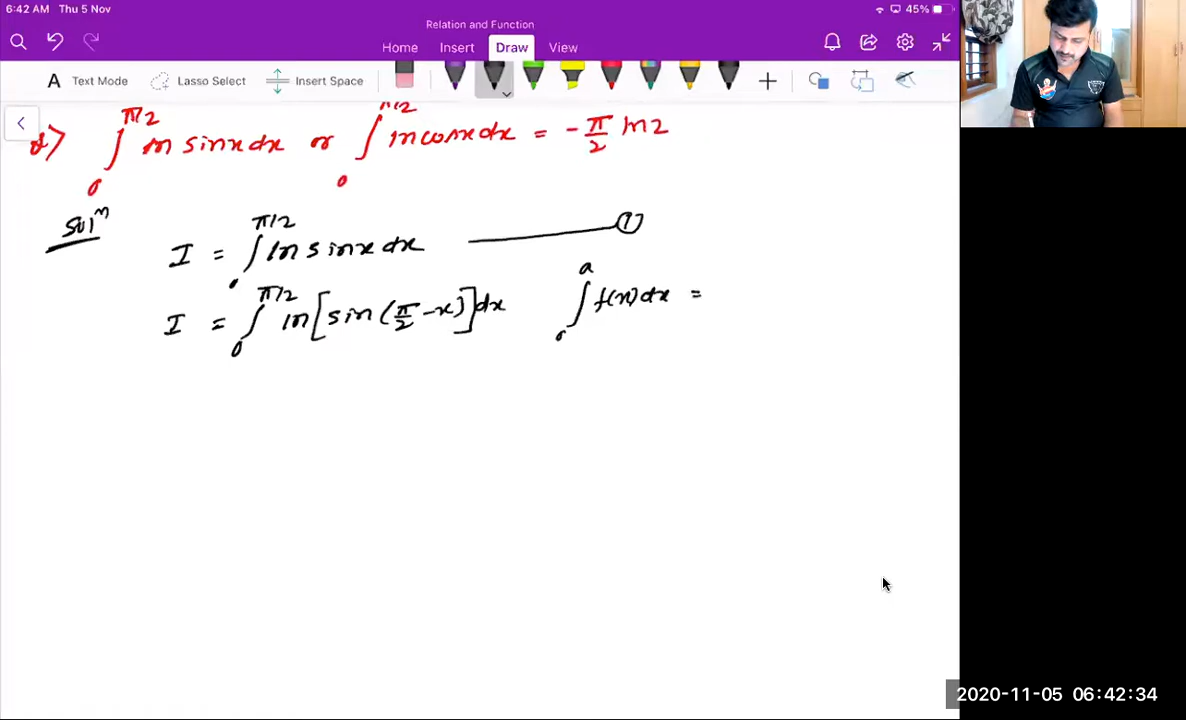 6:42 AM Thu 5 Nov
45%
Relation and Function
Home Insert Draw View
A Text Mode Lasso Select Insert Space
∫₀^{π/2} ln sinx dx or ∫₀^{π/2} ln cosx dx = -π/2 ln2
Solⁿ
I = ∫₀^{π/2} ln sinx dx ——— ①
I = ∫₀^{π/2} ln[sin(π/2 -x)]dx ∫₀^a f(x)dx =
2020-11-05 06:42:34